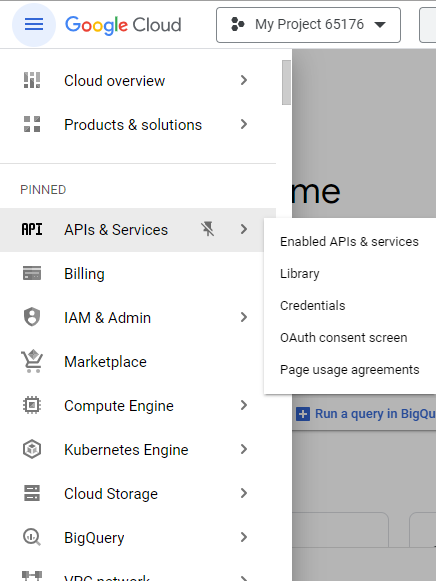 Google Cloud
My Project 65176
Cloud overview
Products & solutions
PINNED
API APIs & Services
Billing
IAM & Admin
Marketplace
Compute Engine
Kubernetes Engine
Cloud Storage
BigQuery
VPC network
me
Enabled APIs & services
Library
Credentials
OAuth consent screen
Page usage agreements
Run a query in BigQu